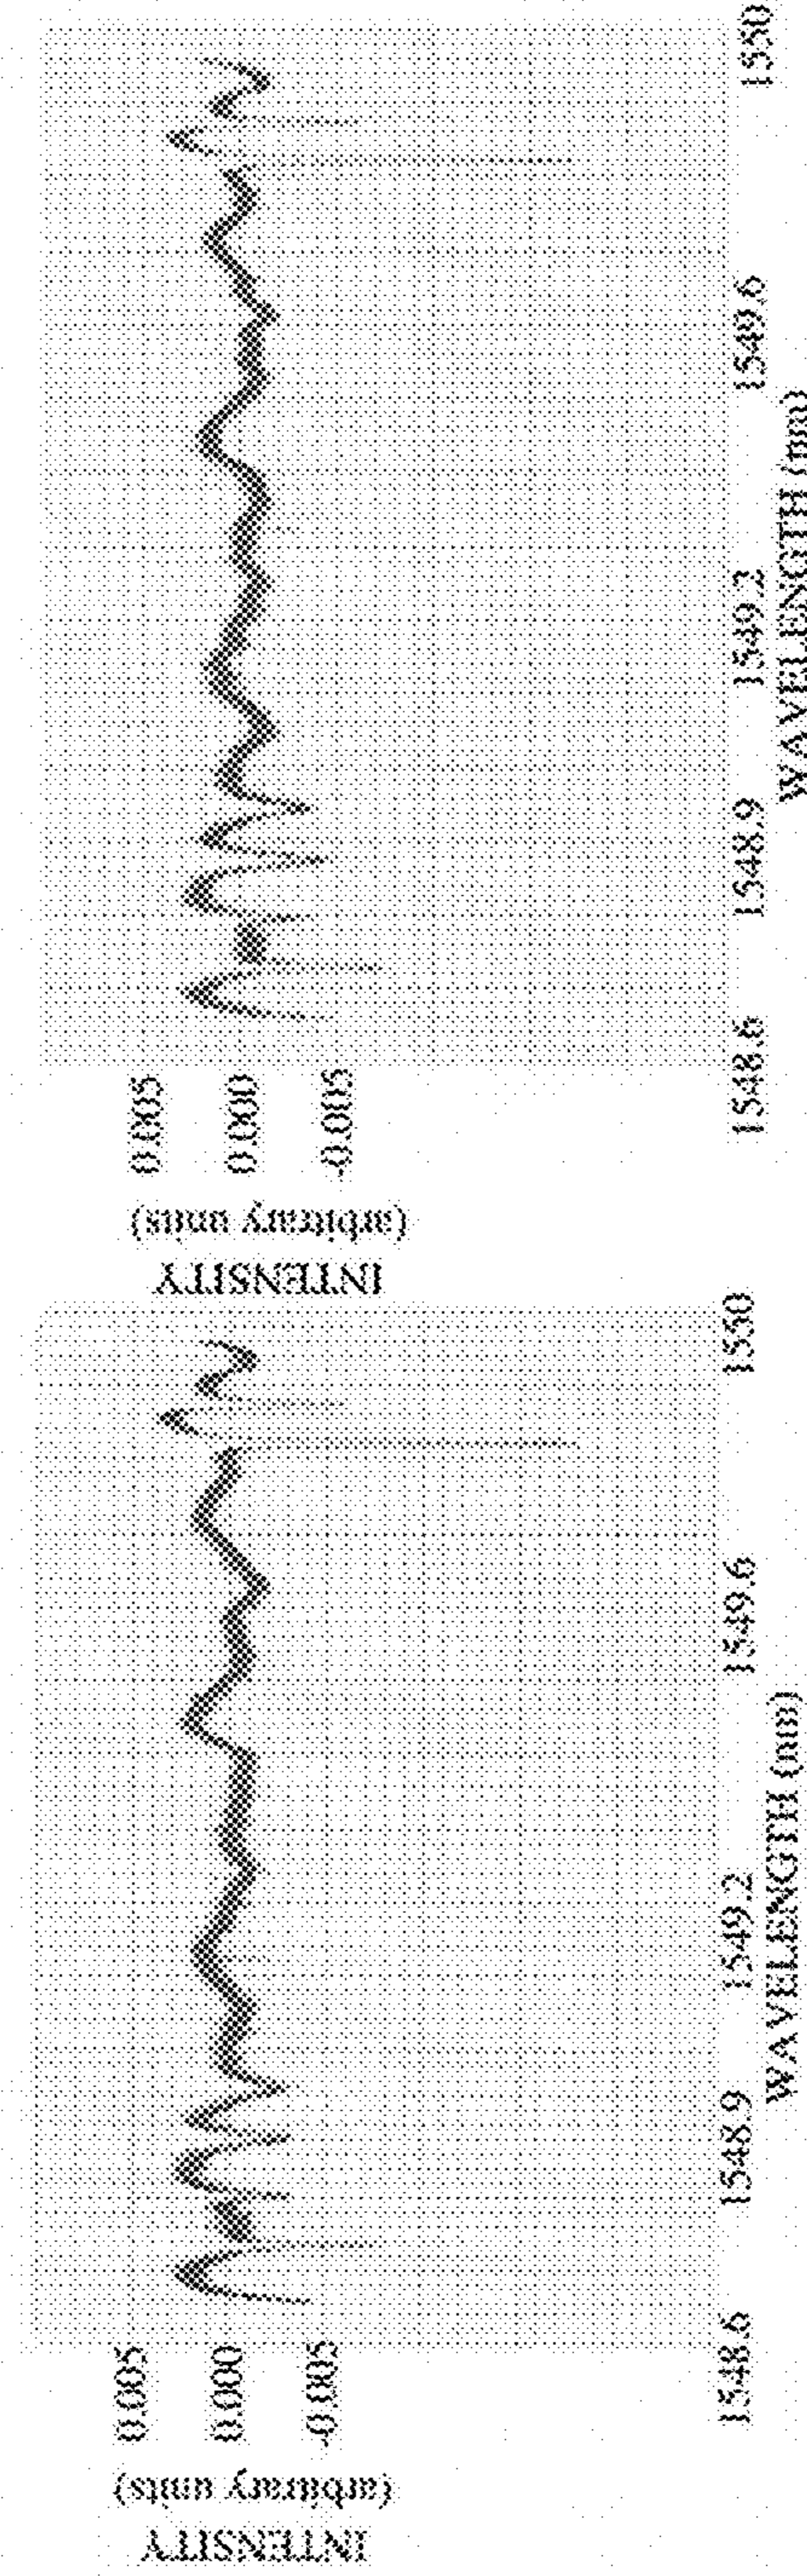 INTENSITY
(arbitrary units)
0.005
0.000
-0.005
1548.6 1548.9 1549.2 1549.6 1550
WAVELENGTH (nm)
INTENSITY
(arbitrary units)
0.005
0.000
-0.005
1548.6 1548.9 1549.2 1549.6 1550
WAVELENGTH (nm)